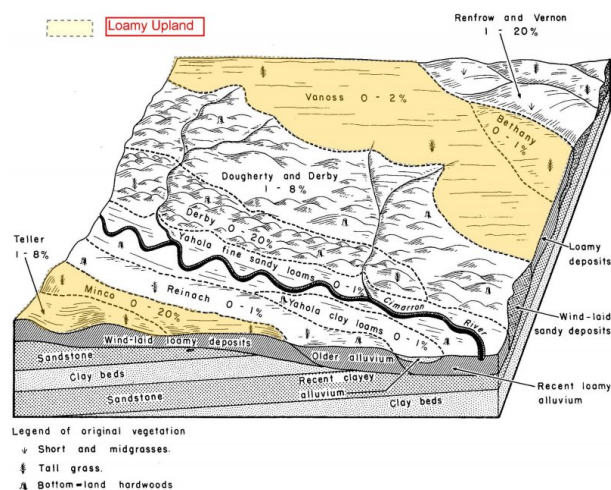 Loamy Upland
Renfrow and Vernon
1 - 20%
Vanoss 0 - 2%
Bethany
0 - 1%
Dougherty and Derby
1 - 8%
Derby
0 - 20%
Teller
1-8%
Yahola fine sandy loams 0 - 1%
Loamy
deposits
Cimarron River
Minco 0 - 20%
Reinach 0 - 1%
Yahola clay loams 0 - 1%
Wind-laid
sandy deposits
Wind-laid loamy deposits
Older alluvium
Sandstone
Clay beds
Recent clayey
alluvium
Recent loamy
alluvium
Sandstone
Clay beds
Legend of original vegetation
Short and midgrasses.
Tall grass.
Bottom-land hardwoods